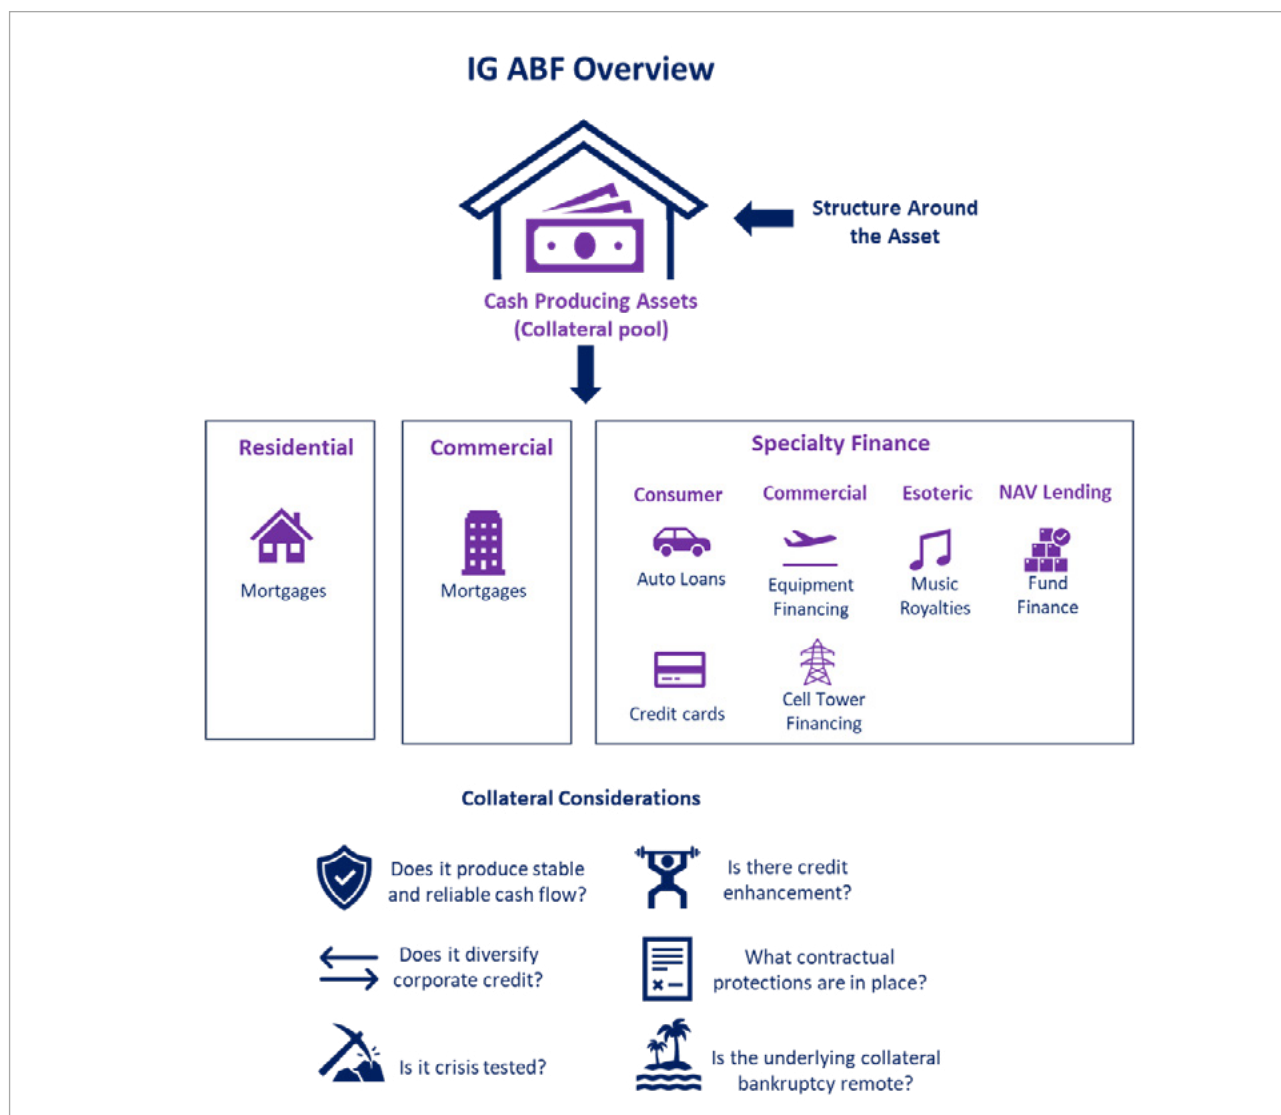 IG ABF Overview
Structure Around
the Asset
Cash Producing Assets
(Collateral pool)
Residential
Mortgages
Commercial
Mortgages
Specialty Finance
Consumer
Commercial
Esoteric
NAV Lending
Auto Loans
Equipment
Financing
Music
Royalties
Fund
Finance
Credit cards
Cell Tower
Financing
Collateral Considerations
Does it produce stable
and reliable cash flow?
Is there credit
enhancement?
Does it diversify
corporate credit?
What contractual
protections are in place?
Is it crisis tested?
Is the underlying collateral
bankruptcy remote?